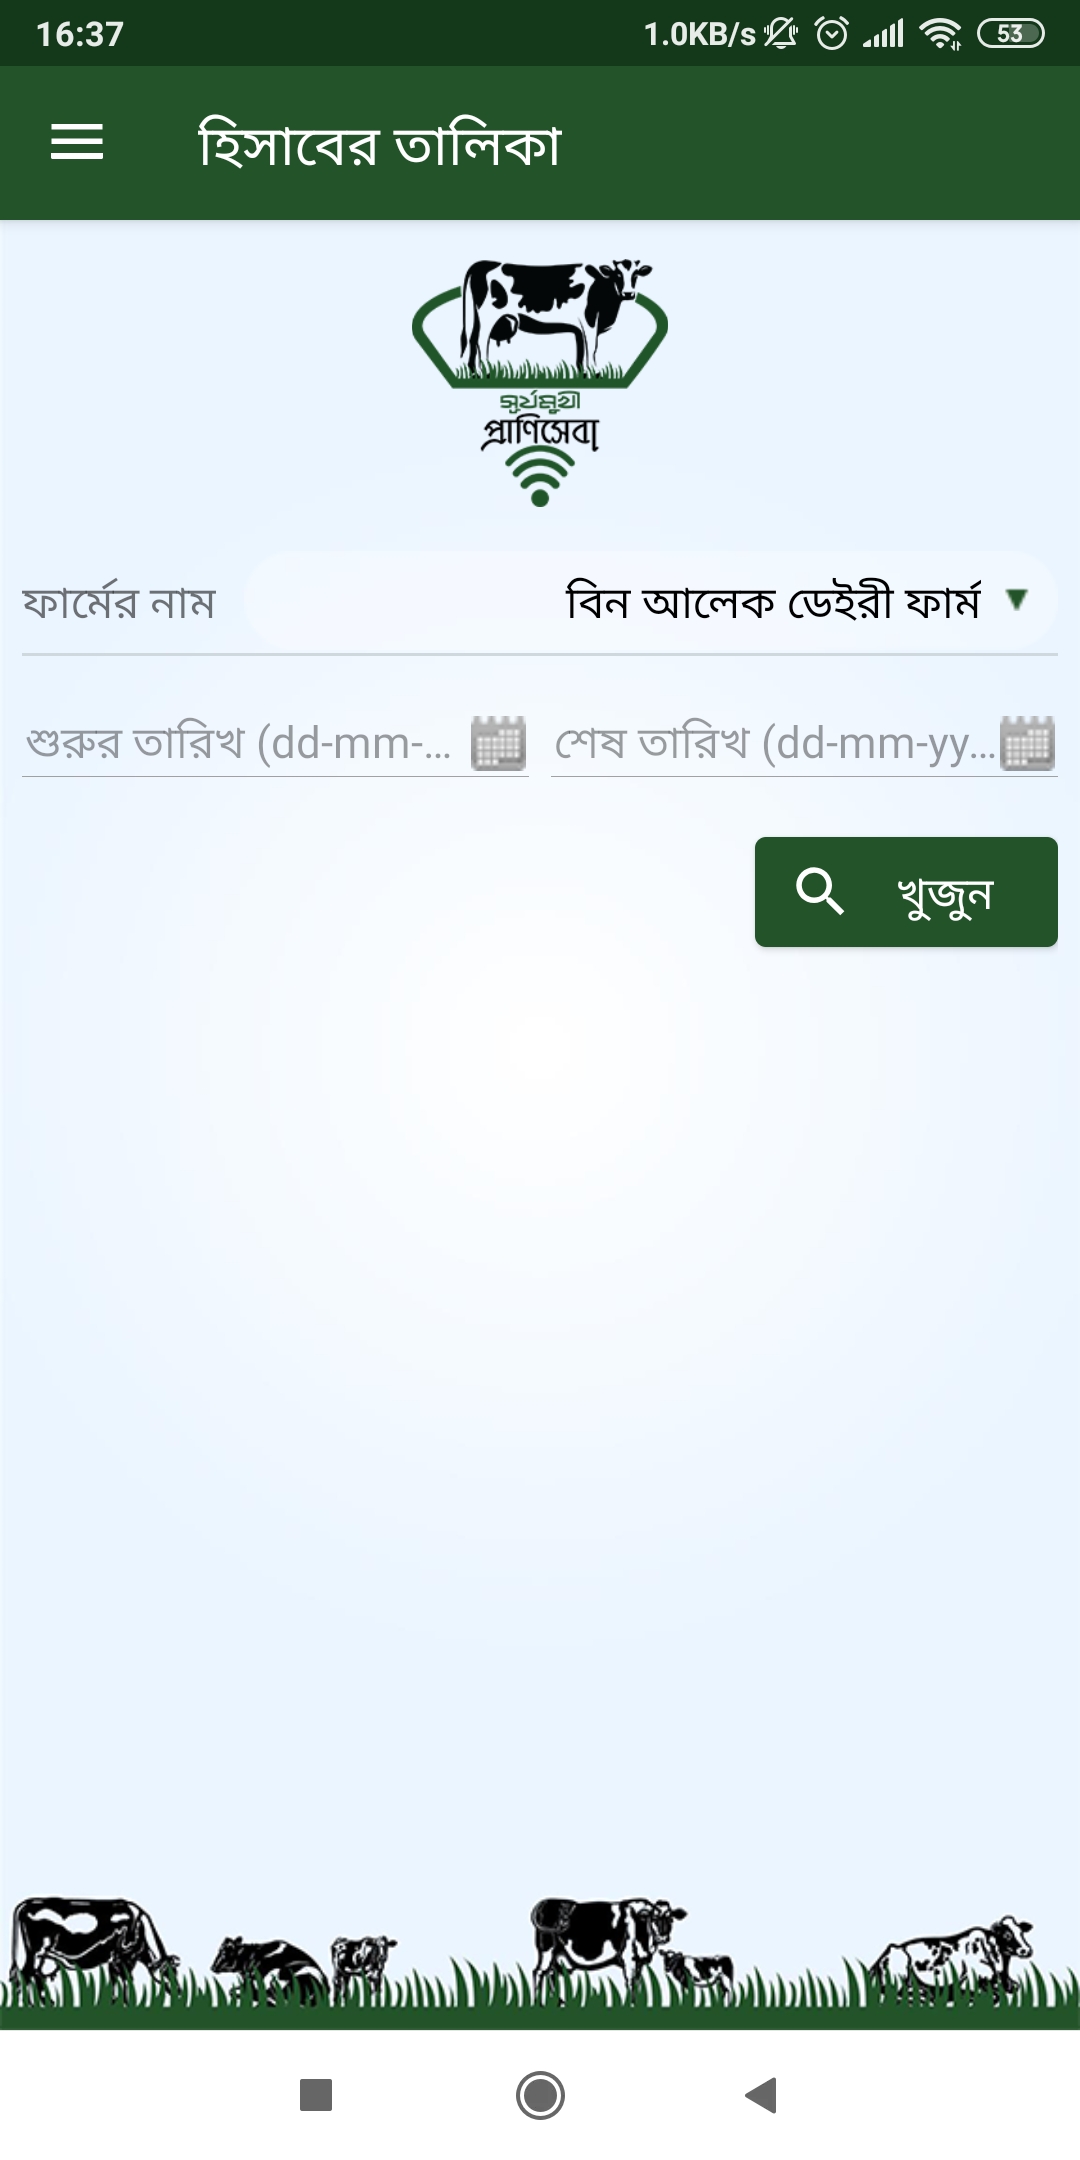 16:37
1.0KB/s
53
হিসাবের তালিকা
সূর্যমুখী
প্রাণিসেবা
ফার্মের নাম
বিন আলেক ডেইরী ফার্ম ▼
শুরুর তারিখ (dd-mm-...
শেষ তারিখ (dd-mm-yy...
খুজুন